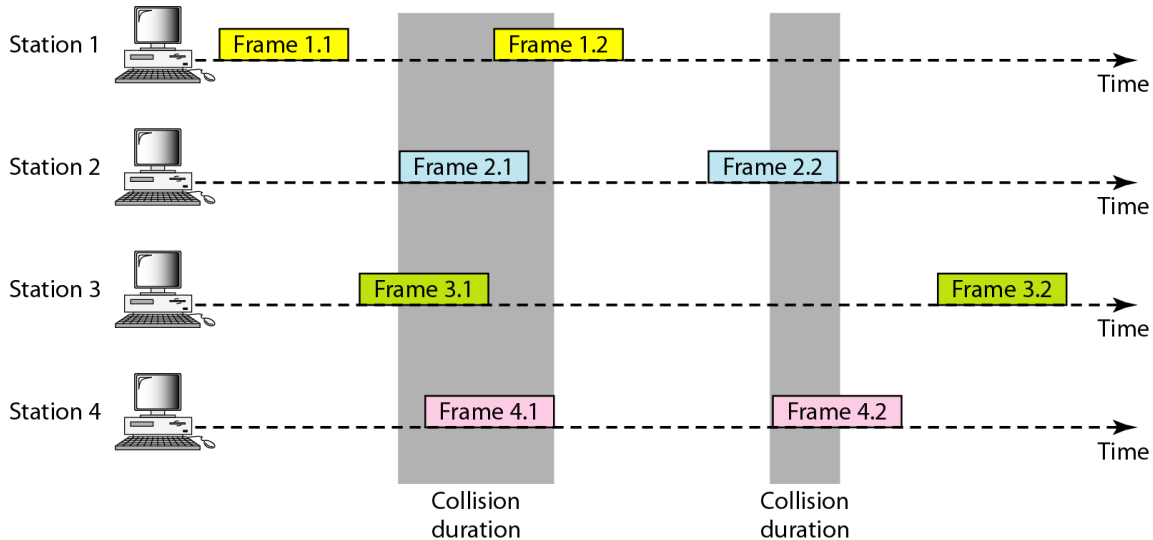 Station 1
Frame 1.1
Frame 1.2
Time
Station 2
Frame 2.1
Frame 2.2
Time
Station 3
Frame 3.1
Frame 3.2
Time
Station 4
Frame 4.1
Frame 4.2
Time
Collision
duration
Collision
duration